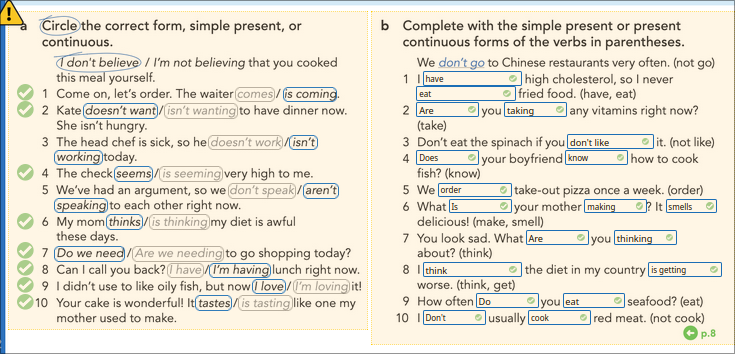 a Circle the correct form, simple present, or
continuous.
I don't believe / I'm not believing that you cooked
this meal yourself.
1 Come on, let's order. The waiter comes / is coming.
2 Kate doesn't want / isn't wanting to have dinner now.
She isn't hungry.
3 The head chef is sick, so he doesn't work / isn't
working today.
4 The check seems / is seeming very high to me.
5 We've had an argument, so we don't speak / aren't
speaking to each other right now.
6 My mom thinks / is thinking my diet is awful
these days.
7 Do we need / Are we needing to go shopping today?
8 Can I call you back? I have / I'm having lunch right now.
9 I didn't use to like oily fish, but now I love / I'm loving it!
10 Your cake is wonderful! It tastes / is tasting like one my
mother used to make.
b Complete with the simple present or present
continuous forms of the verbs in parentheses.
We don't go to Chinese restaurants very often. (not go)
1 I have high cholesterol, so I never
eat fried food. (have, eat)
2 Are you taking any vitamins right now?
(take)
3 Don't eat the spinach if you don't like it. (not like)
4 Does your boyfriend know how to cook
fish? (know)
5 We order take-out pizza once a week. (order)
6 What Is your mother making ? It smells
delicious! (make, smell)
7 You look sad. What Are you thinking
about? (think)
8 I think the diet in my country is getting
worse. (think, get)
9 How often Do you eat seafood? (eat)
10 I Don't usually cook red meat. (not cook)
p.8